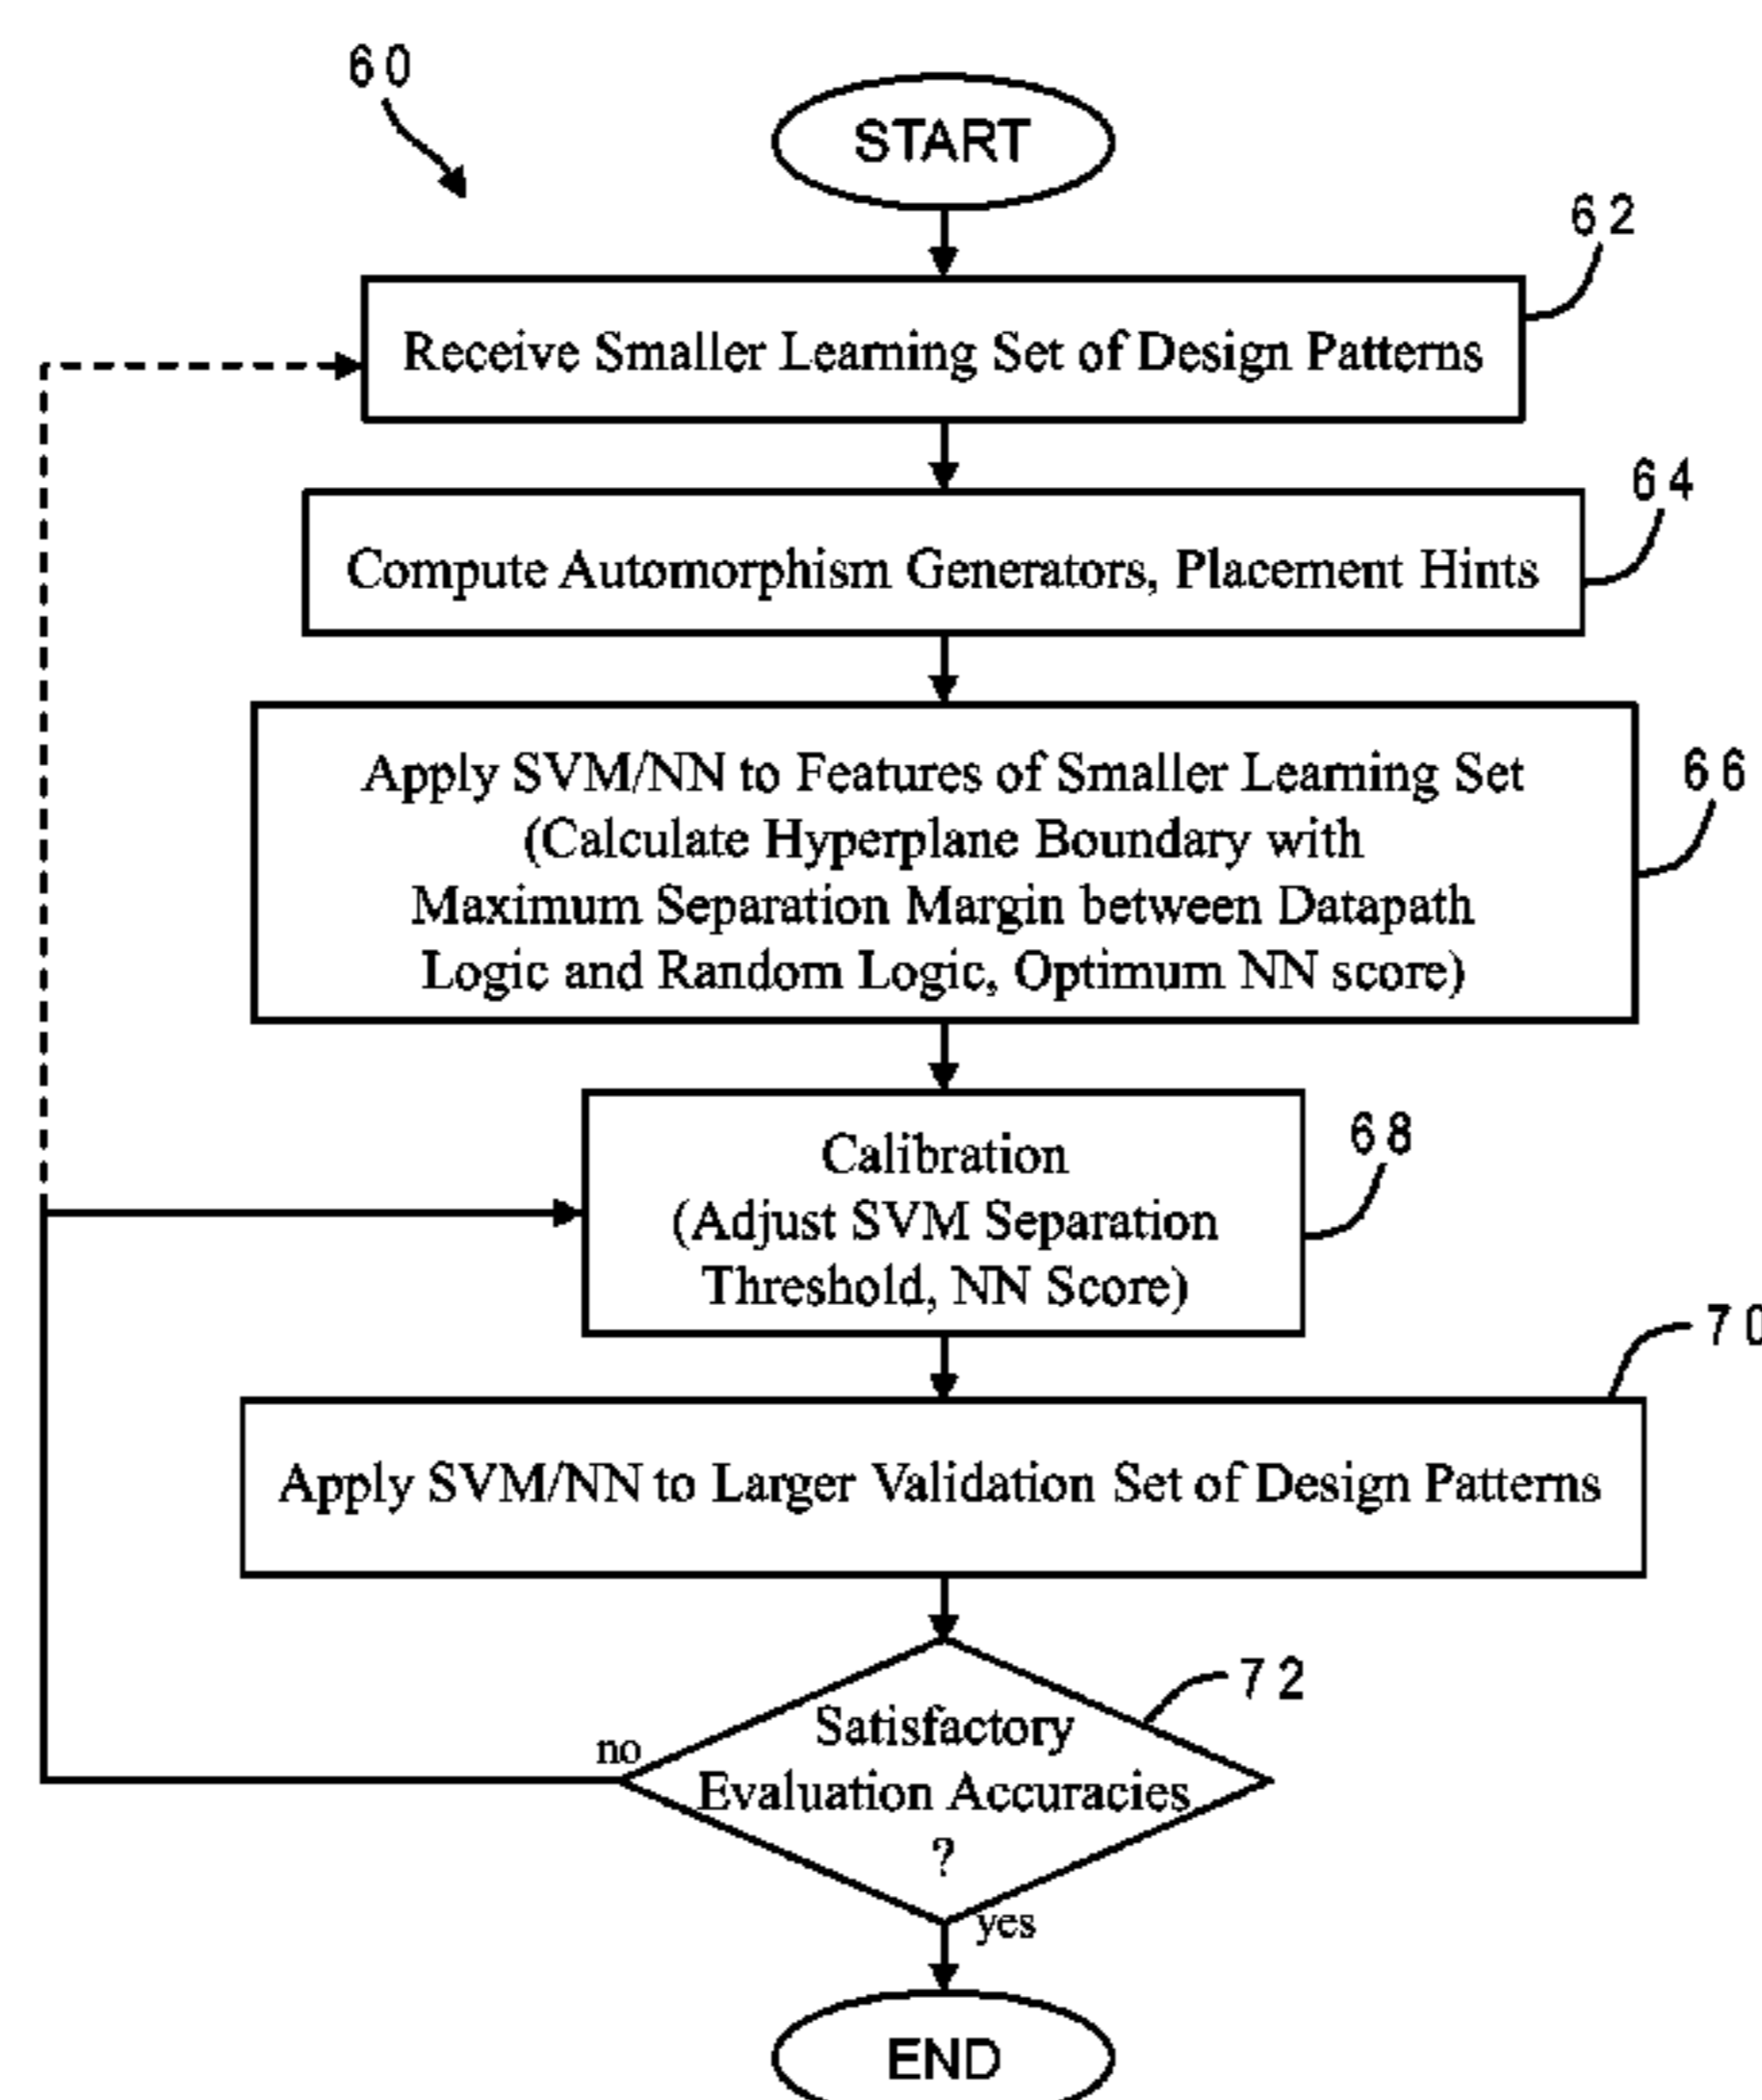 60
START
62
Receive Smaller Learning Set of Design Patterns
64
Compute Automorphism Generators, Placement Hints
66
Apply SVM/NN to Features of Smaller Learning Set
(Calculate Hyperplane Boundary with
Maximum Separation Margin between Datapath
Logic and Random Logic, Optimum NN score)
68
Calibration
(Adjust SVM Separation
Threshold, NN Score)
70
Apply SVM/NN to Larger Validation Set of Design Patterns
72
Satisfactory
Evaluation Accuracies
?
no
yes
END